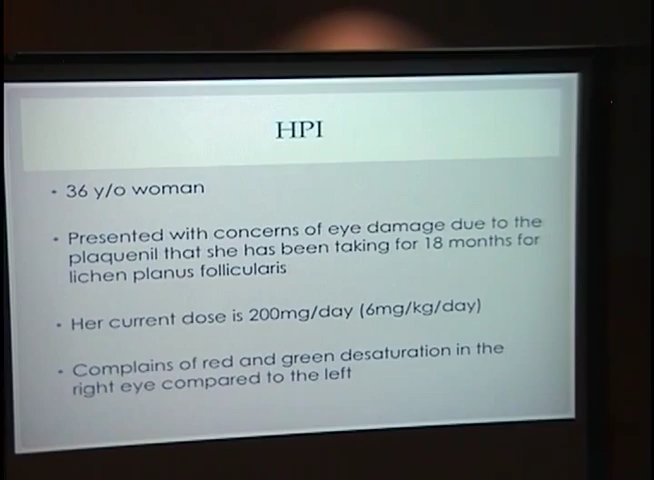 HPI
• 36 y/o woman
• Presented with concerns of eye damage due to the
plaquenil that she has been taking for 18 months for
lichen planus follicularis
• Her current dose is 200mg/day (6mg/kg/day)
• Complains of red and green desaturation in the
right eye compared to the left